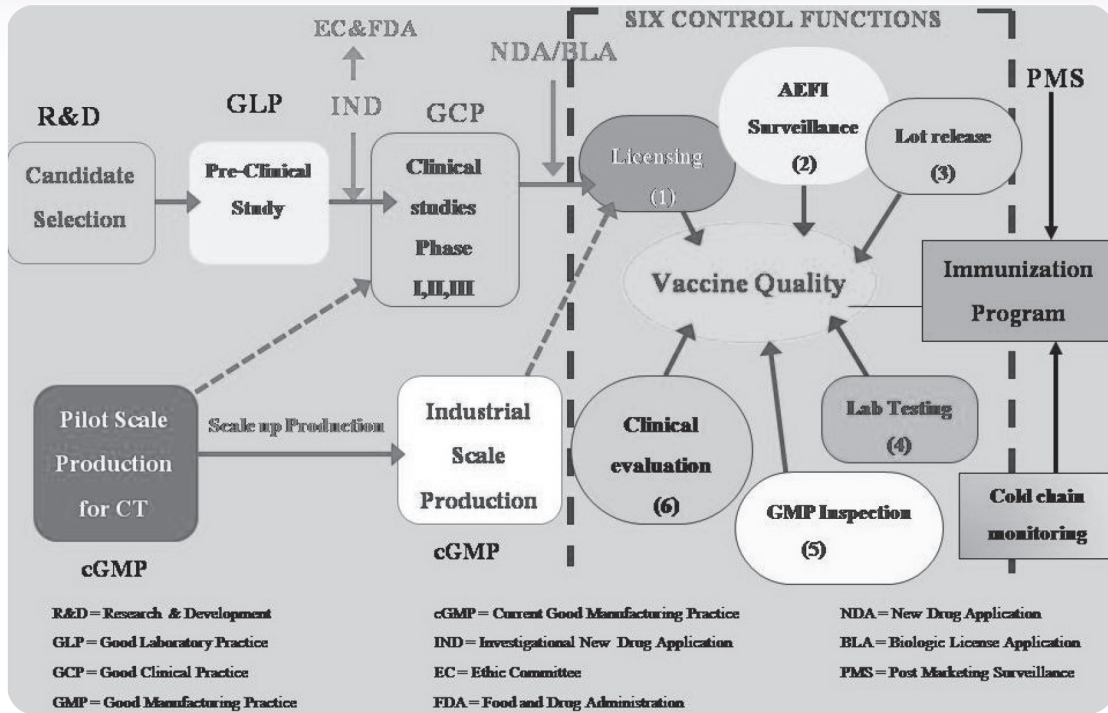 SIX CONTROL FUNCTIONS
EC&FDA
NDA/BLA
PMS
R&D
GLP
IND
GCP
Candidate
Selection
Pre-Clinical
Study
Clinical
studies
Phase
I,II,III
Licensing
(1)
AEFI
Surveillance
(2)
Lot release
(3)
Vaccine Quality
Immunization
Program
Pilot Scale
Production
for CT
cGMP
Scale up Production
Industrial
Scale
Production
cGMP
Clinical
evaluation
(6)
GMP Inspection
(5)
Lab Testing
(4)
Cold chain
monitoring
R&D = Research & Development
GLP = Good Laboratory Practice
GCP = Good Clinical Practice
GMP = Good Manufacturing Practice
cGMP = Current Good Manufacturing Practice
IND = Investigational New Drug Application
EC = Ethic Committee
FDA = Food and Drug Administration
NDA = New Drug Application
BLA = Biologic License Application
PMS = Post Marketing Surveillance